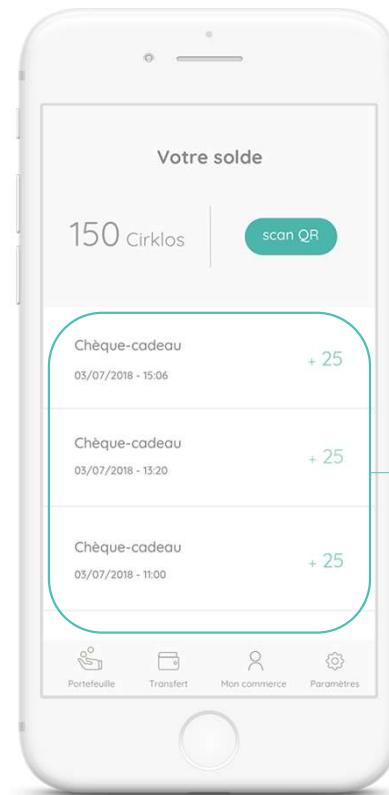 Votre solde
150 Cirklos
scan QR
Chèque-cadeau
+ 25
03/07/2018 - 15:06
Chèque-cadeau
+ 25
03/07/2018 - 13:20
Chèque-cadeau
+ 25
03/07/2018 - 11:00
Portefeuille Transfert Mon commerce Paramètres